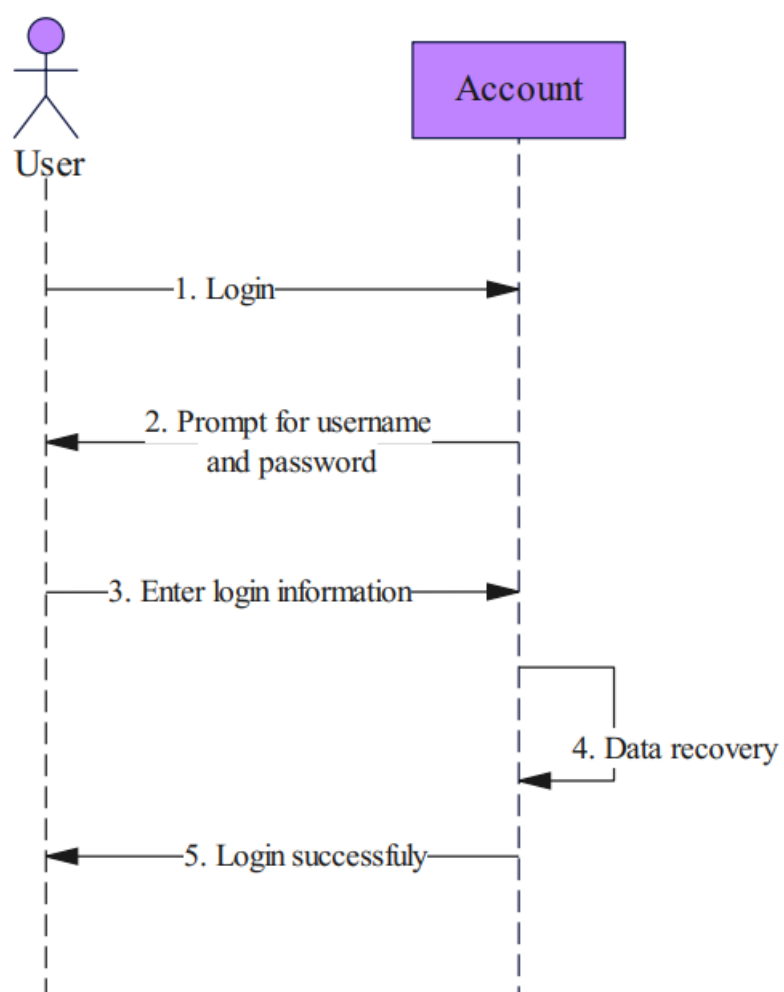 User
Account
1. Login
2. Prompt for username
and password
3. Enter login information
4. Data recovery
5. Login successfuly